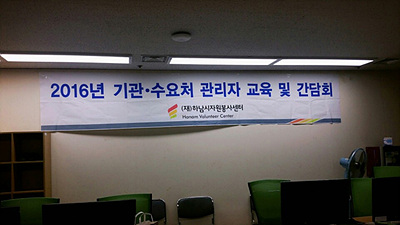 2016년 기관·수요처 관리자 교육 및 간담회
(재)하남시자원봉사센터
Hanam Volunteer Center